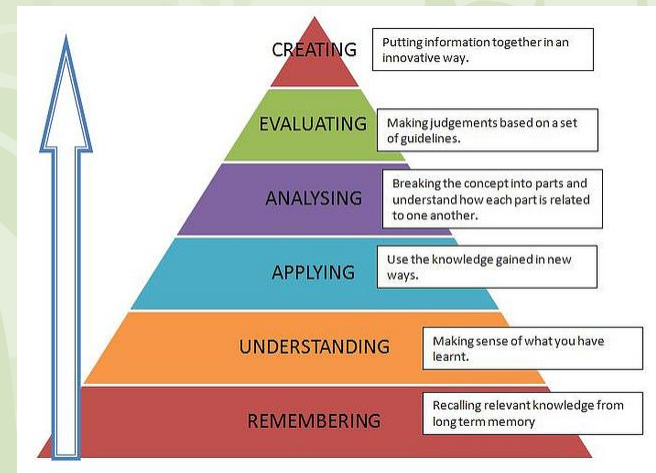 CREATING
Putting information together in an
innovative way.
EVALUATING
Making judgements based on a set
of guidelines.
ANALYSING
Breaking the concept into parts and
understand how each part is related
to one another.
APPLYING
Use the knowledge gained in new
ways.
UNDERSTANDING
Making sense of what you have
learnt.
REMEMBERING
Recalling relevant knowledge from
long term memory